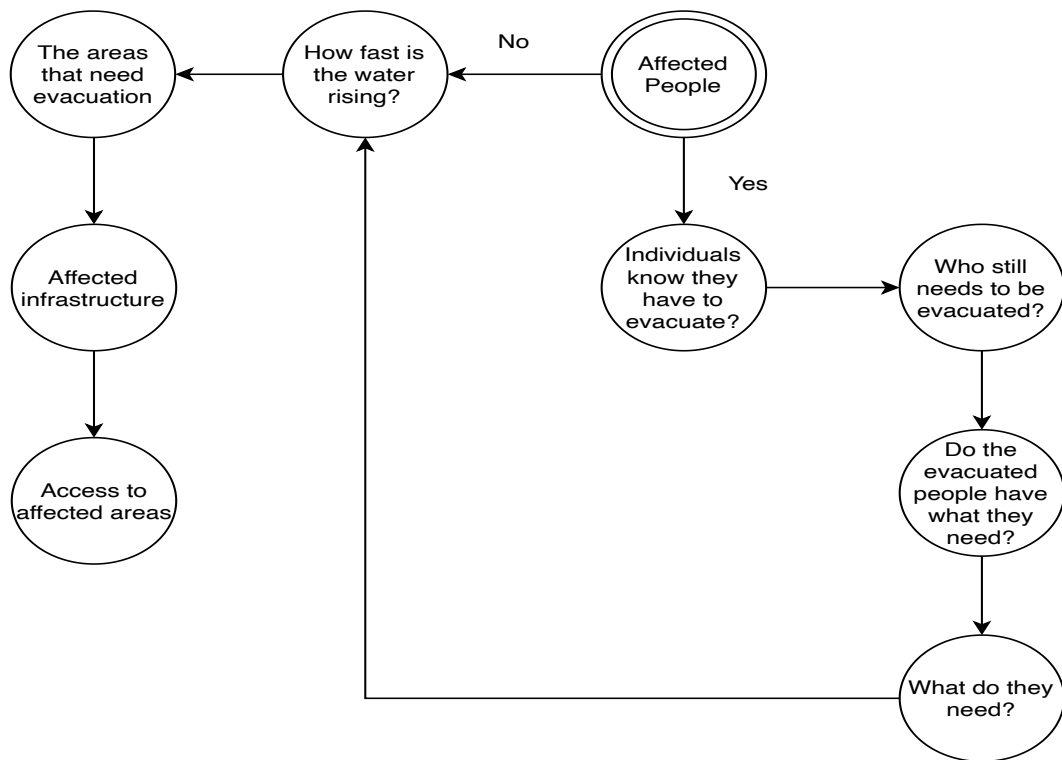 The areas
that need
evacuation
How fast is
the water
rising?
No
Affected
People
Yes
Affected
infrastructure
Individuals
know they
have to
evacuate?
Who still
needs to be
evacuated?
Access to
affected areas
Do the
evacuated
people have
what they
need?
What do they
need?